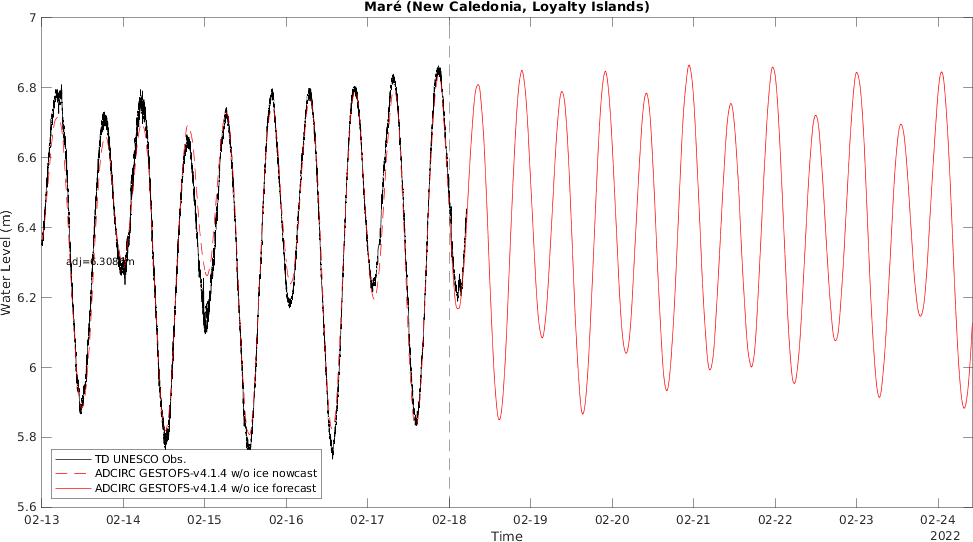 Maré (New Caledonia, Loyalty Islands)
7
6.8
6.6
6.4
6.2
6
5.8
5.6
Water Level (m)
TD UNESCO Obs.
ADCIRC GESTOFS-v4.1.4 w/o ice nowcast
ADCIRC GESTOFS-v4.1.4 w/o ice forecast
02-13 02-14 02-15 02-16 02-17 02-18 02-19 02-20 02-21 02-22 02-23 02-24
2022
Time